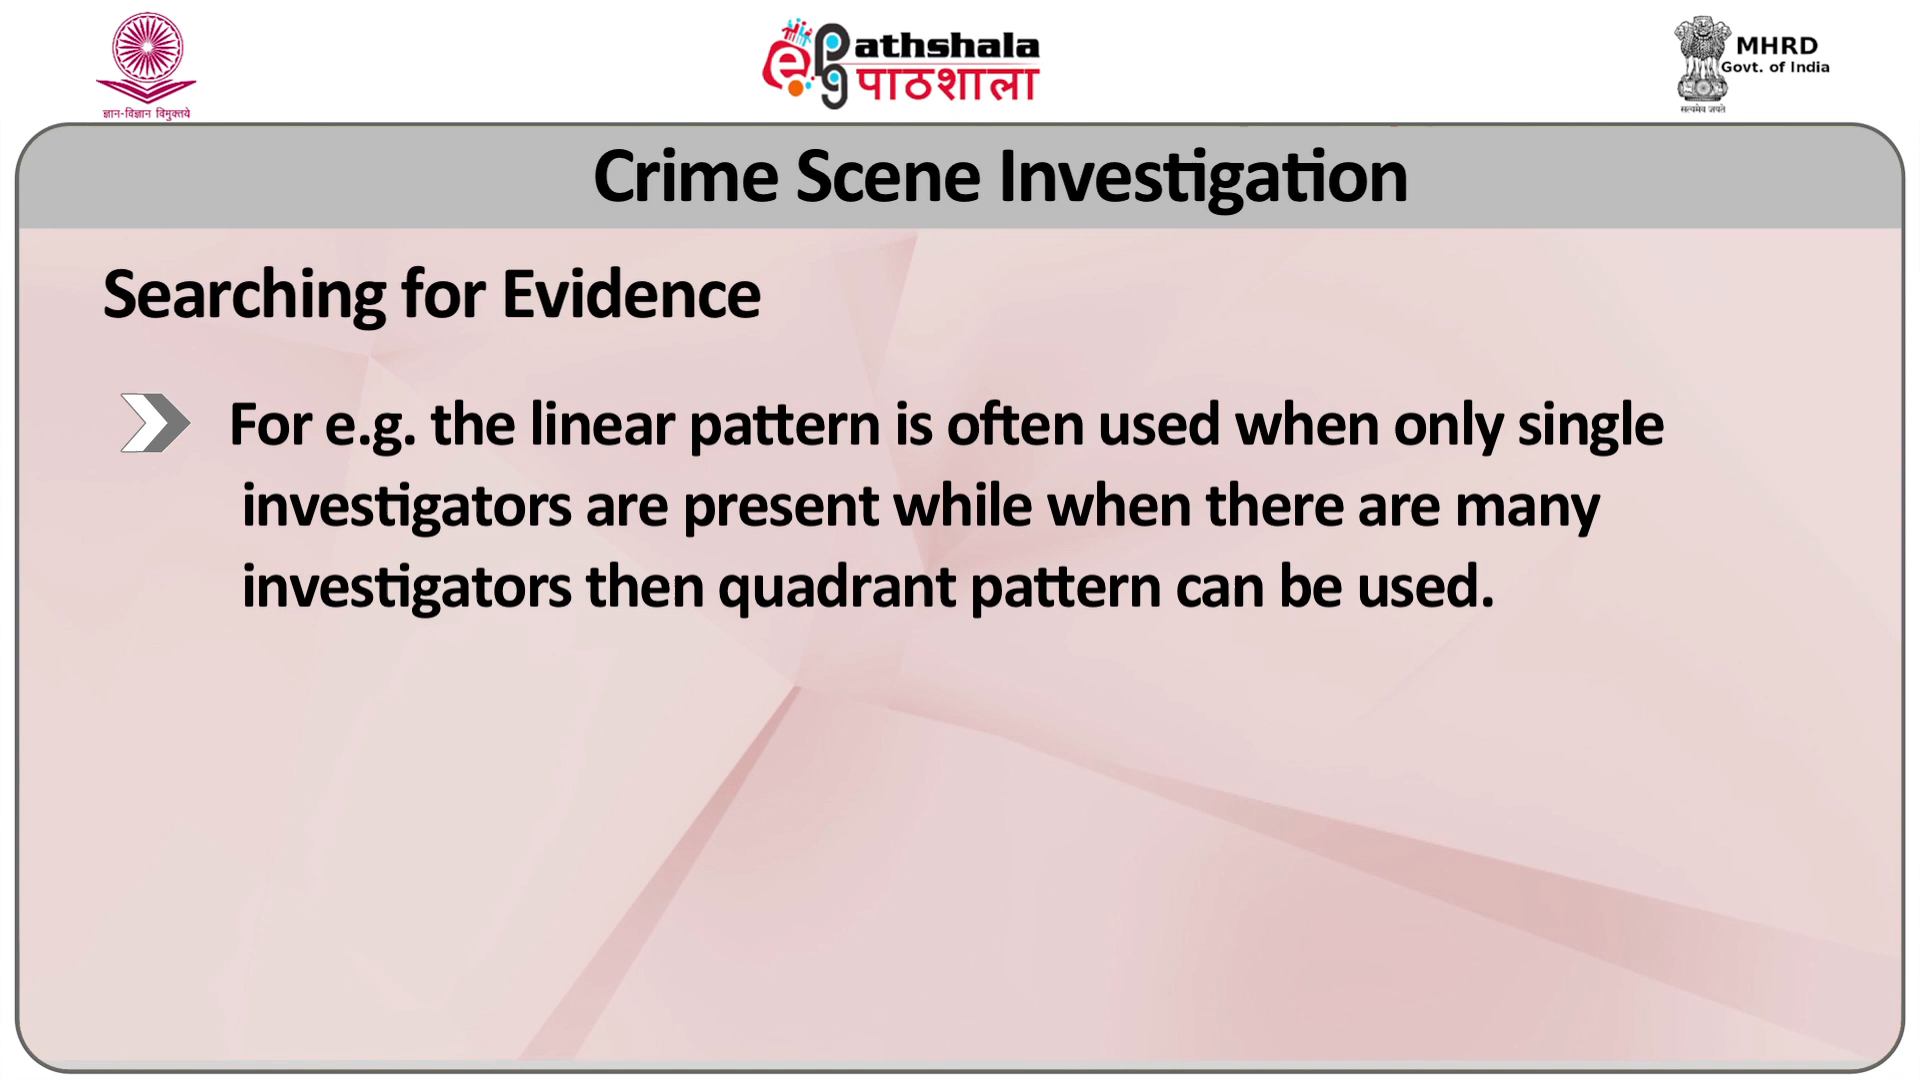 ज्ञान-विज्ञान विमुक्तये
e pg athshala
पाठशाला
MHRD
Govt. of India
सत्यमेव जयते
Crime Scene Investigation
Searching for Evidence
For e.g. the linear pattern is often used when only single
investigators are present while when there are many
investigators then quadrant pattern can be used.